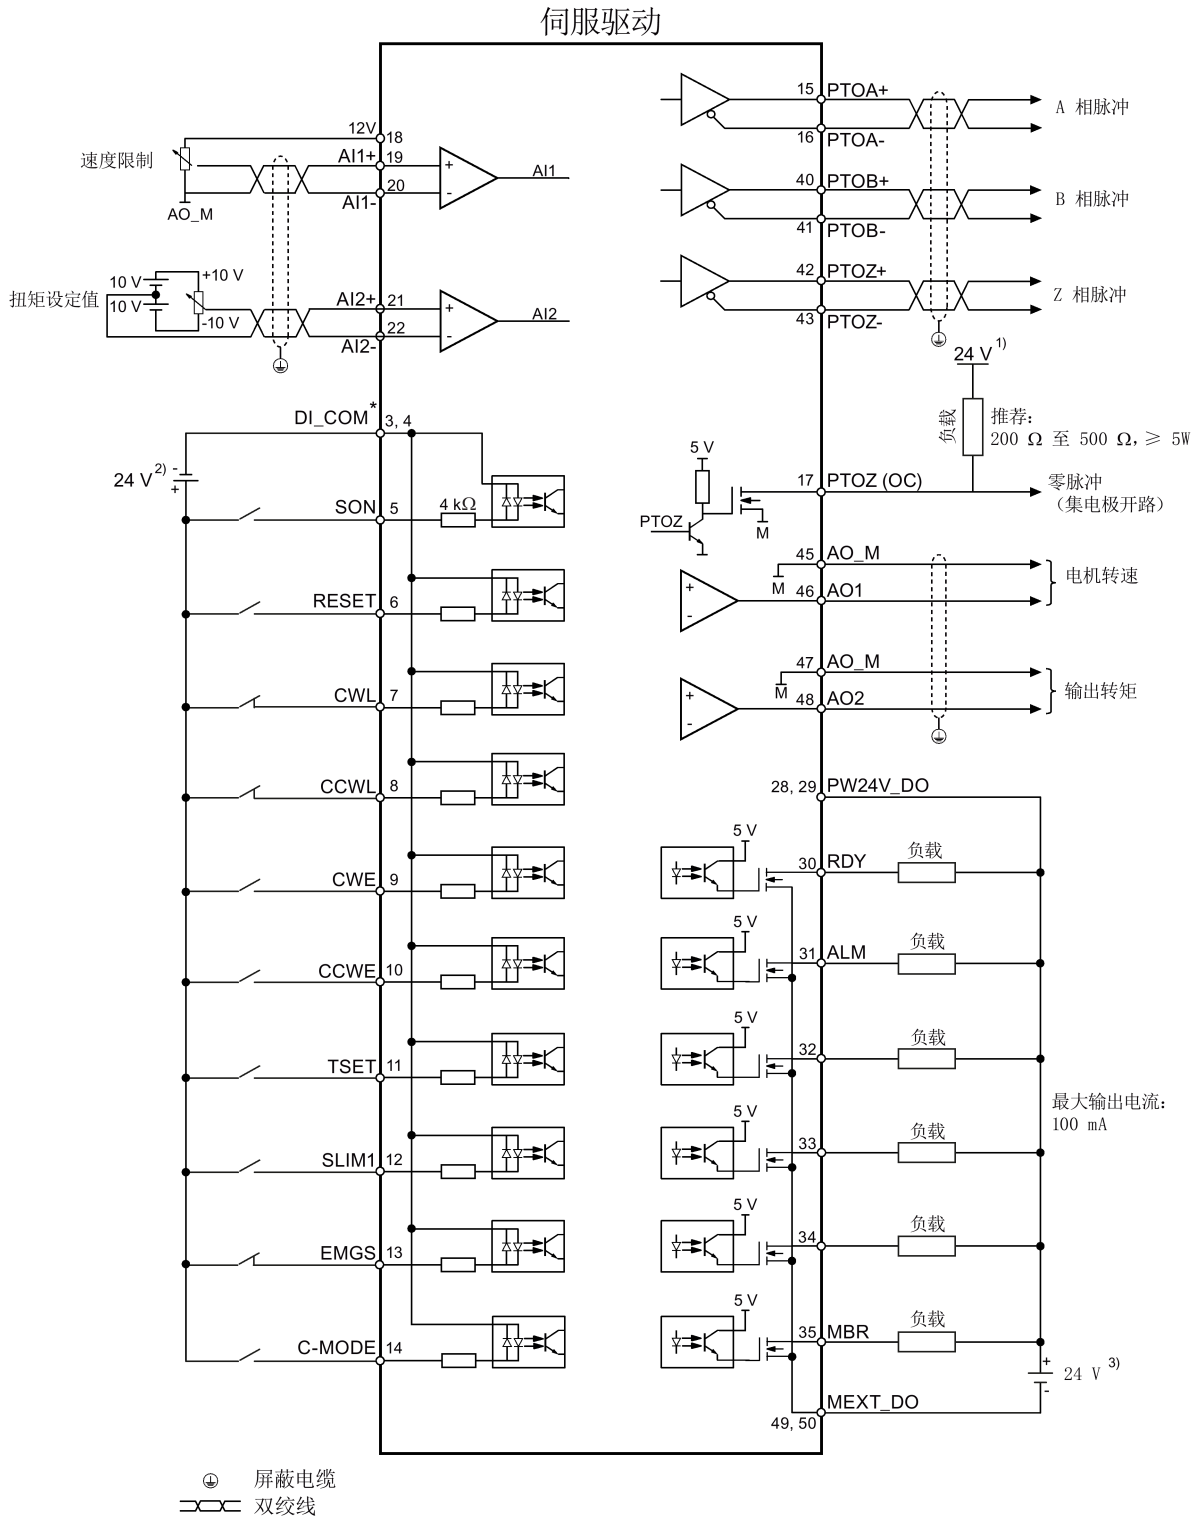 伺服驱动
12V
18
速度限制
AI1+
19
20
AI1-
AO_M
+
-
AI1
10 V
+10 V
扭矩设定值
10 V
-10 V
AI2+
21
22
AI2-
+
-
AI2
DI_COM*
3, 4
24 V 2)
-
+
SON
5
4 kΩ
RESET
6
CWL
7
CCWL
8
CWE
9
CCWE
10
TSET
11
SLIM1
12
EMGS
13
C-MODE
14
15
PTOA+
A 相脉冲
16
PTOA-
40
PTOB+
B 相脉冲
41
PTOB-
42
PTOZ+
Z 相脉冲
43
PTOZ-
24 V 1)
负载
推荐：
200 Ω 至 500 Ω，≥ 5W
5 V
17
PTOZ (OC)
零脉冲
（集电极开路）
PTOZ
M
45
AO_M
M
46
AO1
电机转速
+
-
47
AO_M
M
48
AO2
输出转矩
+
-
28, 29
PW24V_DO
5 V
30
RDY
负载
5 V
31
ALM
负载
5 V
32
负载
最大输出电流：
100 mA
5 V
33
负载
5 V
34
负载
5 V
35
MBR
负载
+
24 V 3)
-
MEXT_DO
49, 50
屏蔽电缆
双绞线